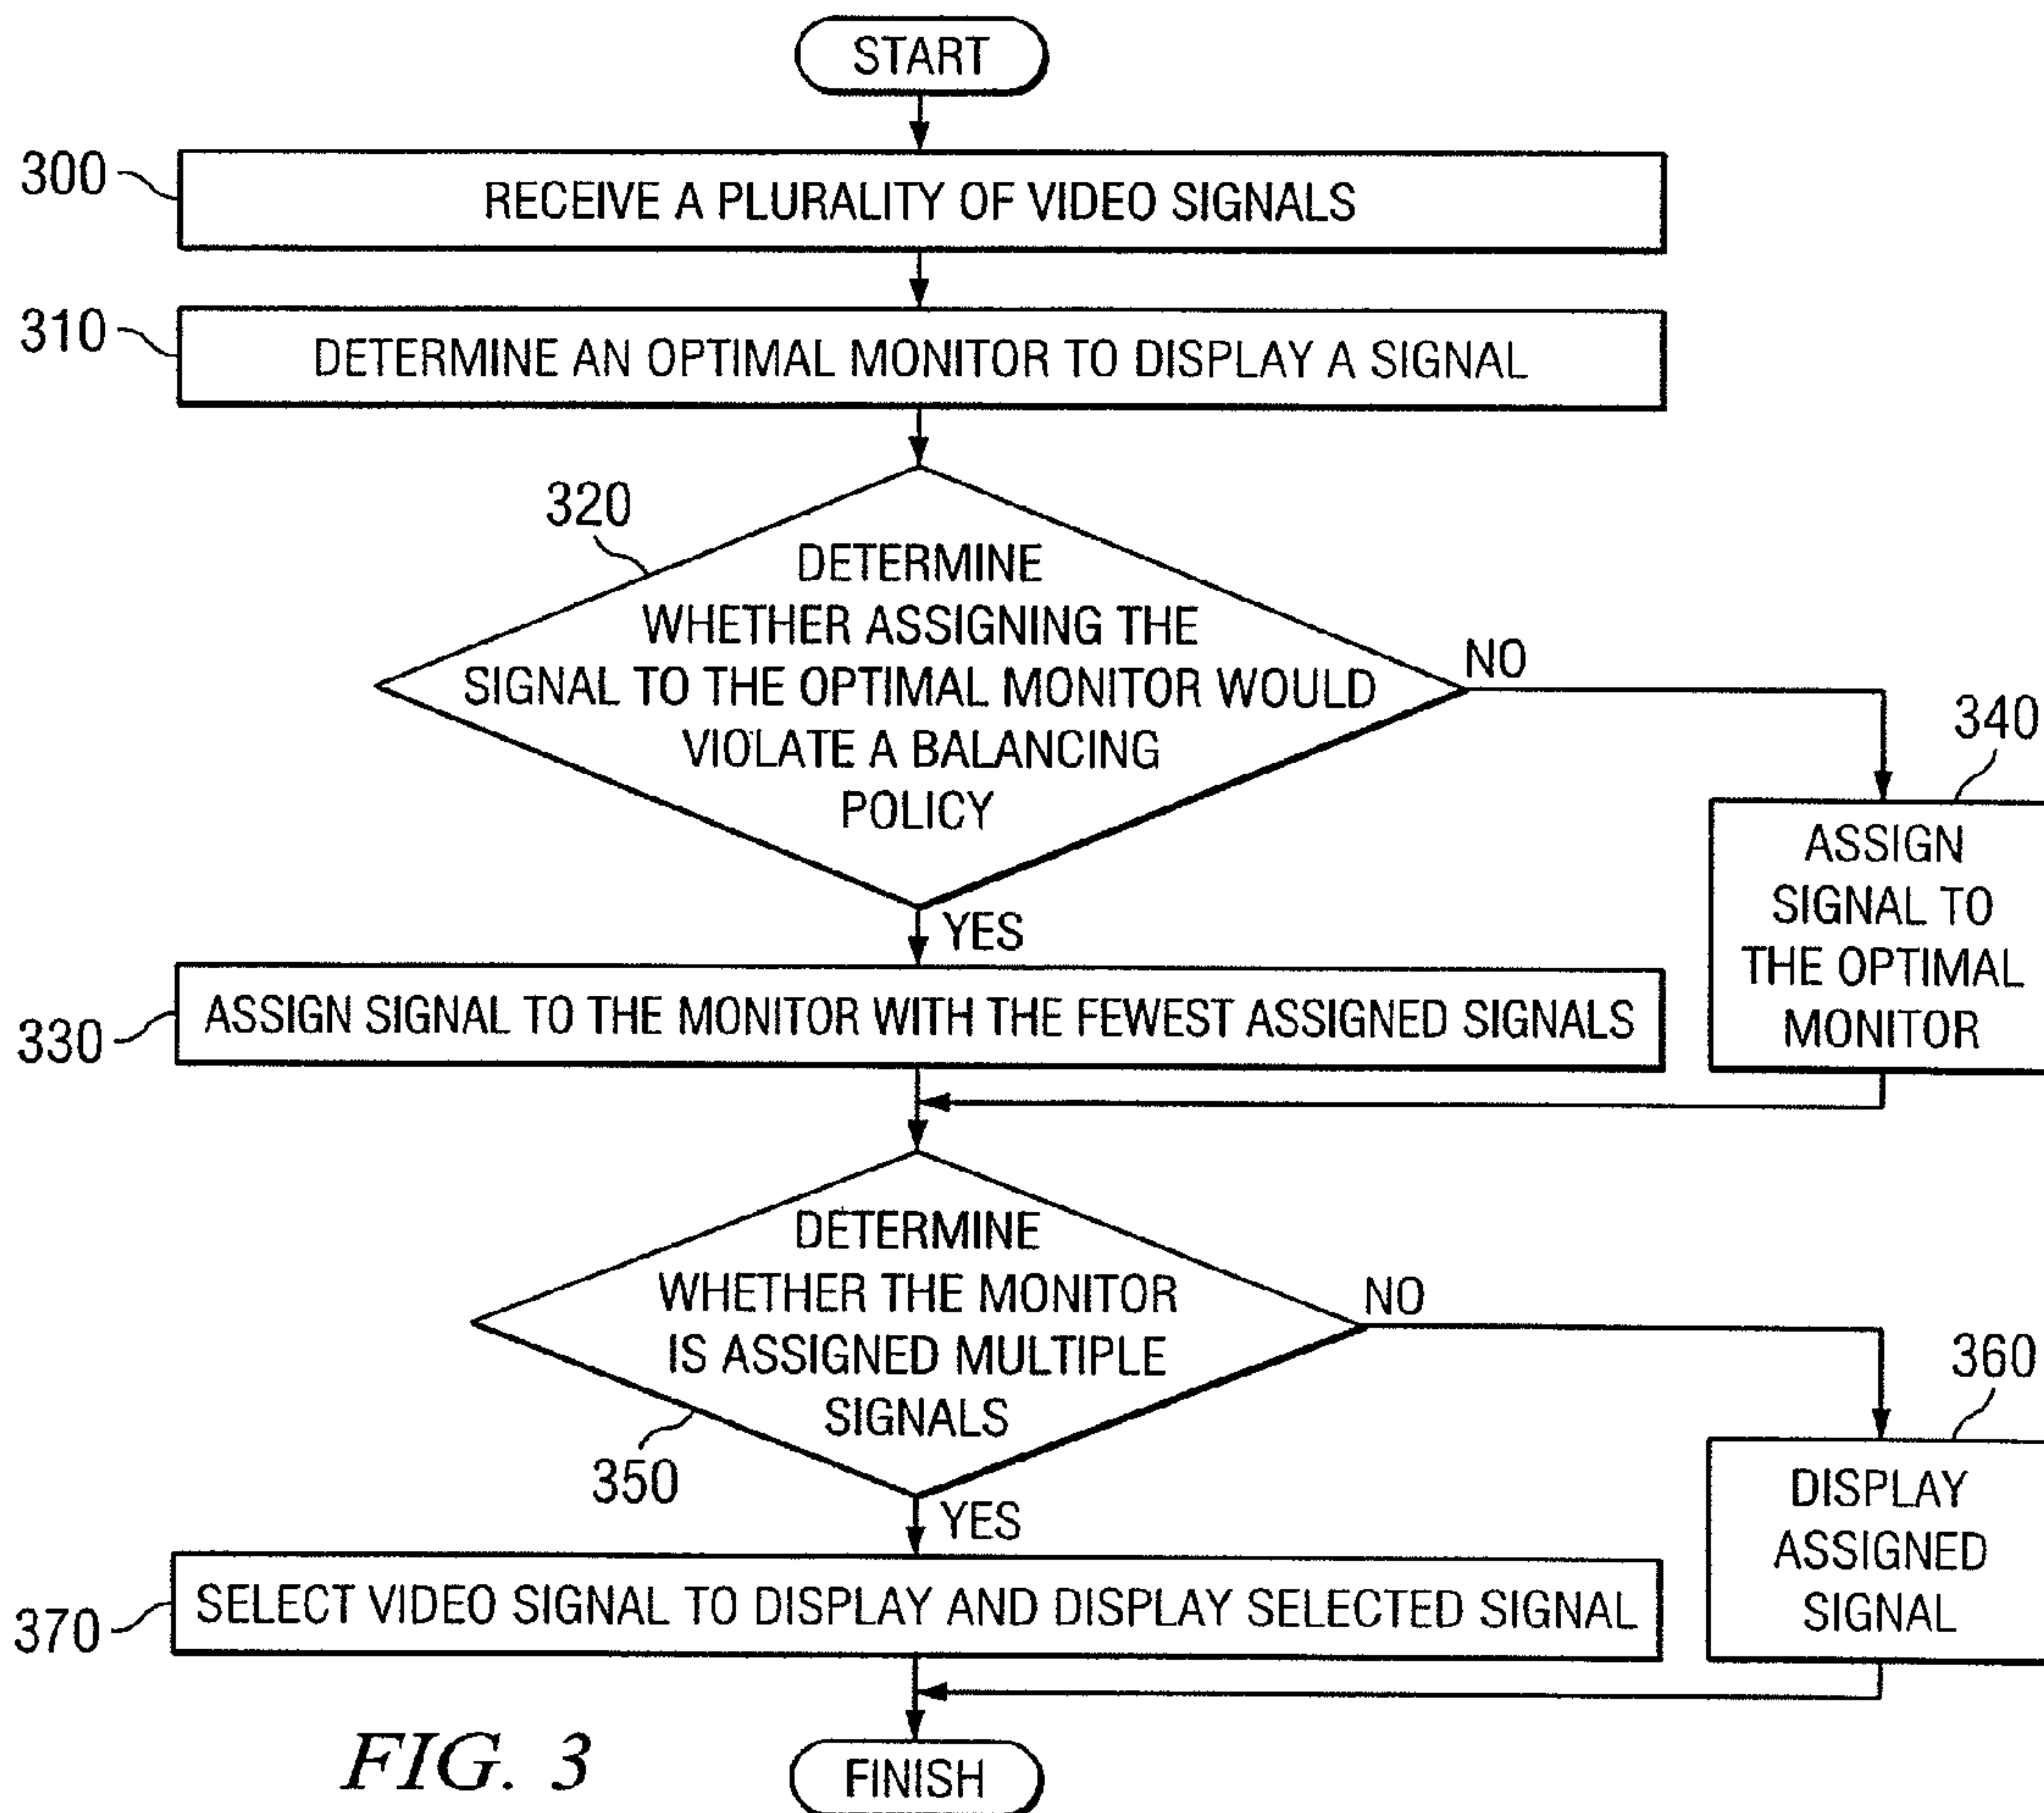 START
300
RECEIVE A PLURALITY OF VIDEO SIGNALS
310
DETERMINE AN OPTIMAL MONITOR TO DISPLAY A SIGNAL
320
DETERMINE
WHETHER ASSIGNING THE
SIGNAL TO THE OPTIMAL MONITOR WOULD
VIOLATE A BALANCING
POLICY
NO
340
ASSIGN
SIGNAL TO
THE OPTIMAL
MONITOR
YES
330
ASSIGN SIGNAL TO THE MONITOR WITH THE FEWEST ASSIGNED SIGNALS
DETERMINE
WHETHER THE MONITOR
IS ASSIGNED MULTIPLE
SIGNALS
350
NO
360
DISPLAY
ASSIGNED
SIGNAL
YES
370
SELECT VIDEO SIGNAL TO DISPLAY AND DISPLAY SELECTED SIGNAL
FIG. 3
FINISH